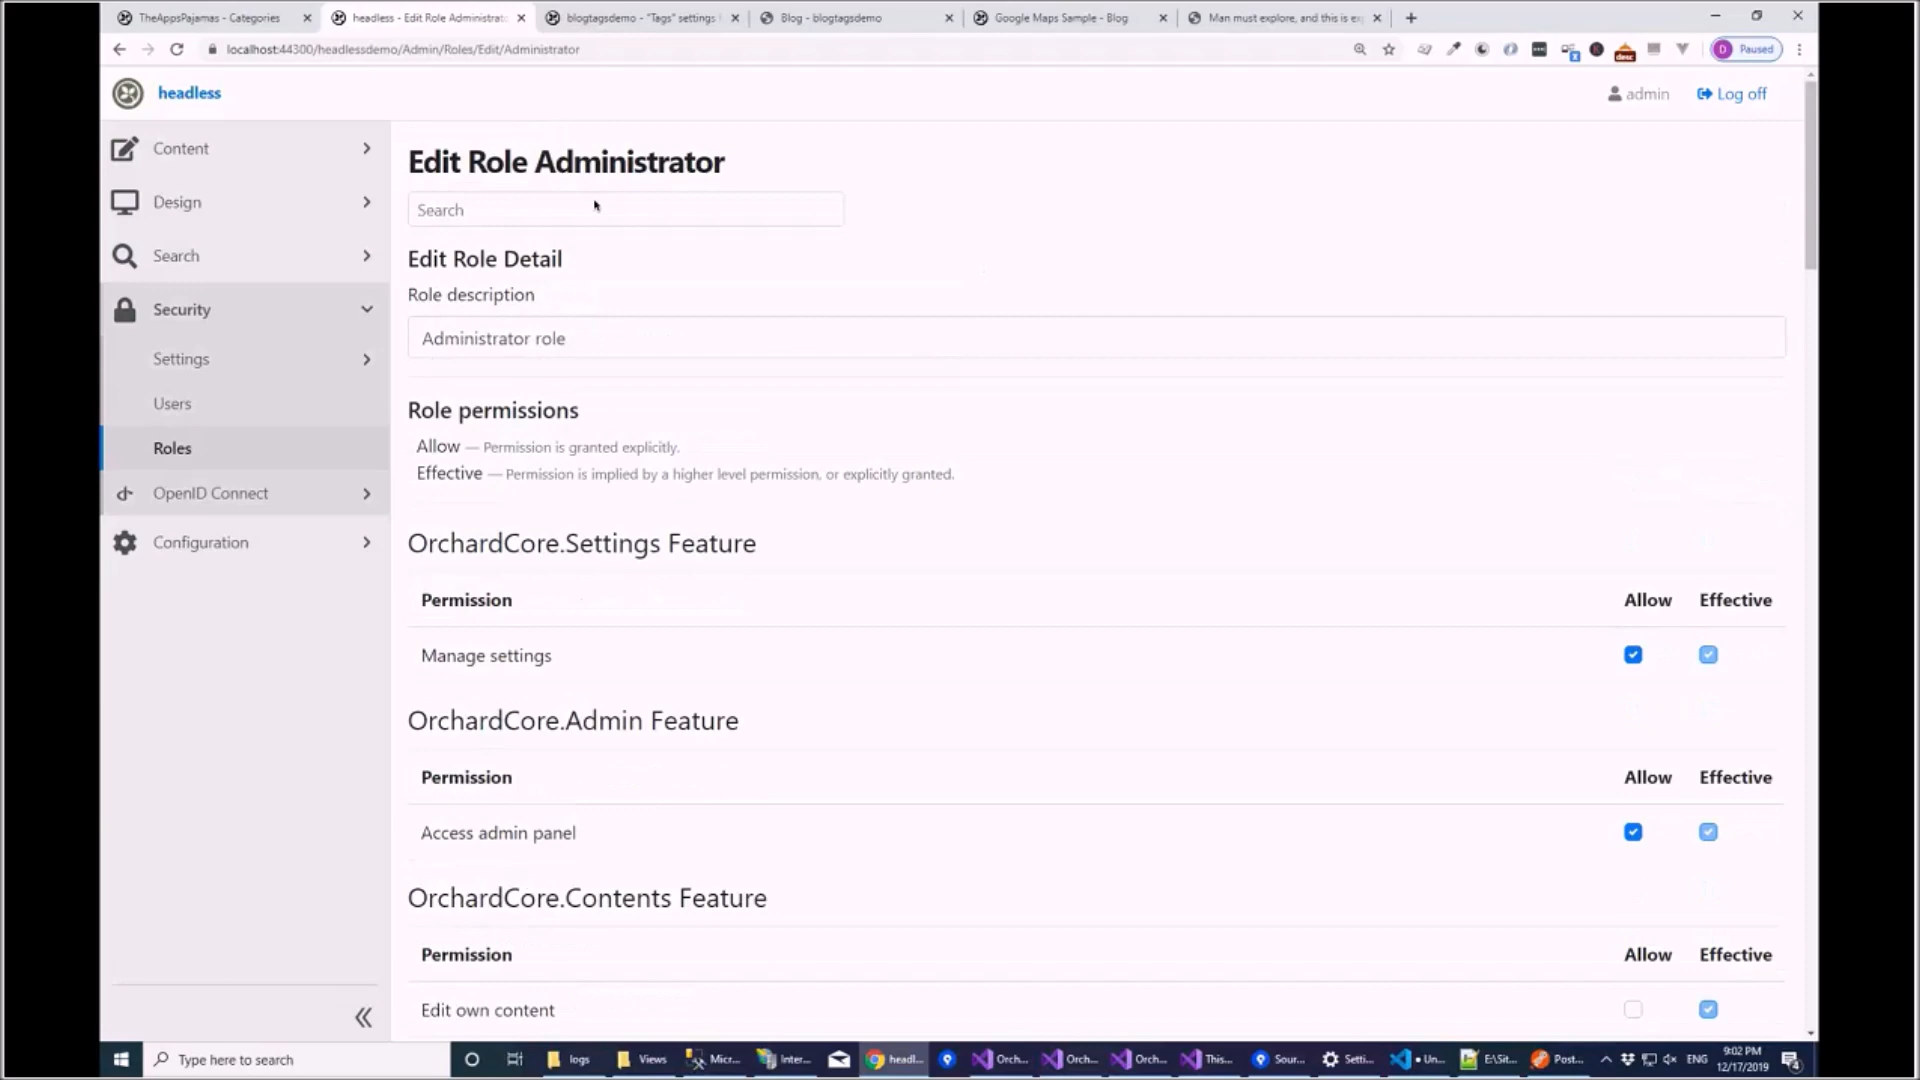 TheAppsPajamas - Categories
headless - Edit Role Administrat
blogtagsdemo - "Tags" settings
Blog - blogtagsdemo
Google Maps Sample - Blog
Man must explore, and this is ex
localhost:44300/headlessdemo/Admin/Roles/Edit/Administrator
desc
D Paused
headless
admin
Log off
Content
Design
Search
Security
Settings
Users
Roles
OpenID Connect
Configuration
Edit Role Administrator
Search
Edit Role Detail
Role description
Administrator role
Role permissions
Allow — Permission is granted explicitly.
Effective — Permission is implied by a higher level permission, or explicitly granted.
OrchardCore.Settings Feature
Permission Allow Effective
Manage settings
OrchardCore.Admin Feature
Permission Allow Effective
Access admin panel
OrchardCore.Contents Feature
Permission Allow Effective
Edit own content
Type here to search
logs
Views
Micr...
Inter...
headl...
Orch...
Orch...
Orch...
This...
Sour...
Setti...
• Un...
E:\Sit...
Post...
ENG
9:02 PM
12/17/2019
4